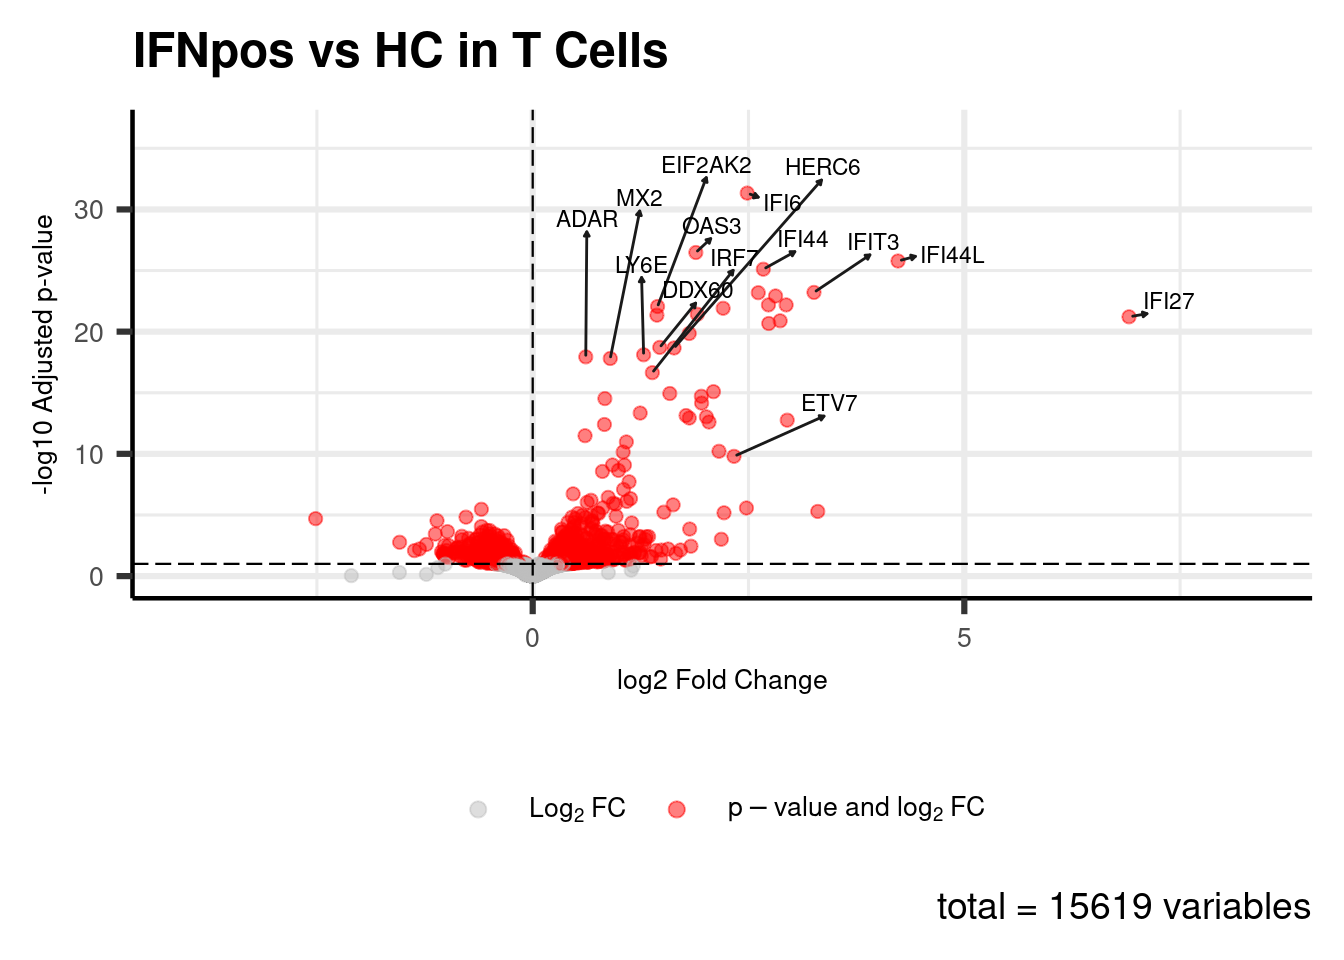 IFNpos vs HC in T Cells
EIF2AK2
HERC6
MX2
IFI6
ADAR
OAS3
IFI44
IFIT3
IFI44L
LY6E
IRF7
DDX60
IFI27
ETV7
30
20
10
0
-log10 Adjusted p-value
0
5
log2 Fold Change
Log₂ FC
p − value and log₂ FC
total = 15619 variables